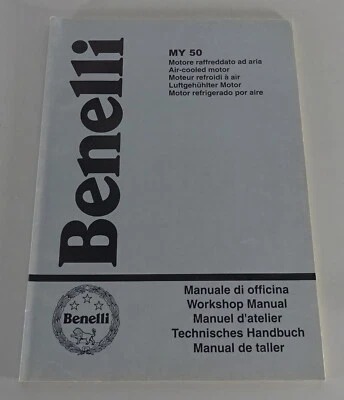 Benelli
MY 50
Motore raffreddato ad aria
Air-cooled motor
Moteur refroidi à air
Luftgehühlter Motor
Motor refrigerado por aire
Manuale di officina
Workshop Manual
Manuel d'atelier
Technisches Handbuch
Manual de taller
Benelli